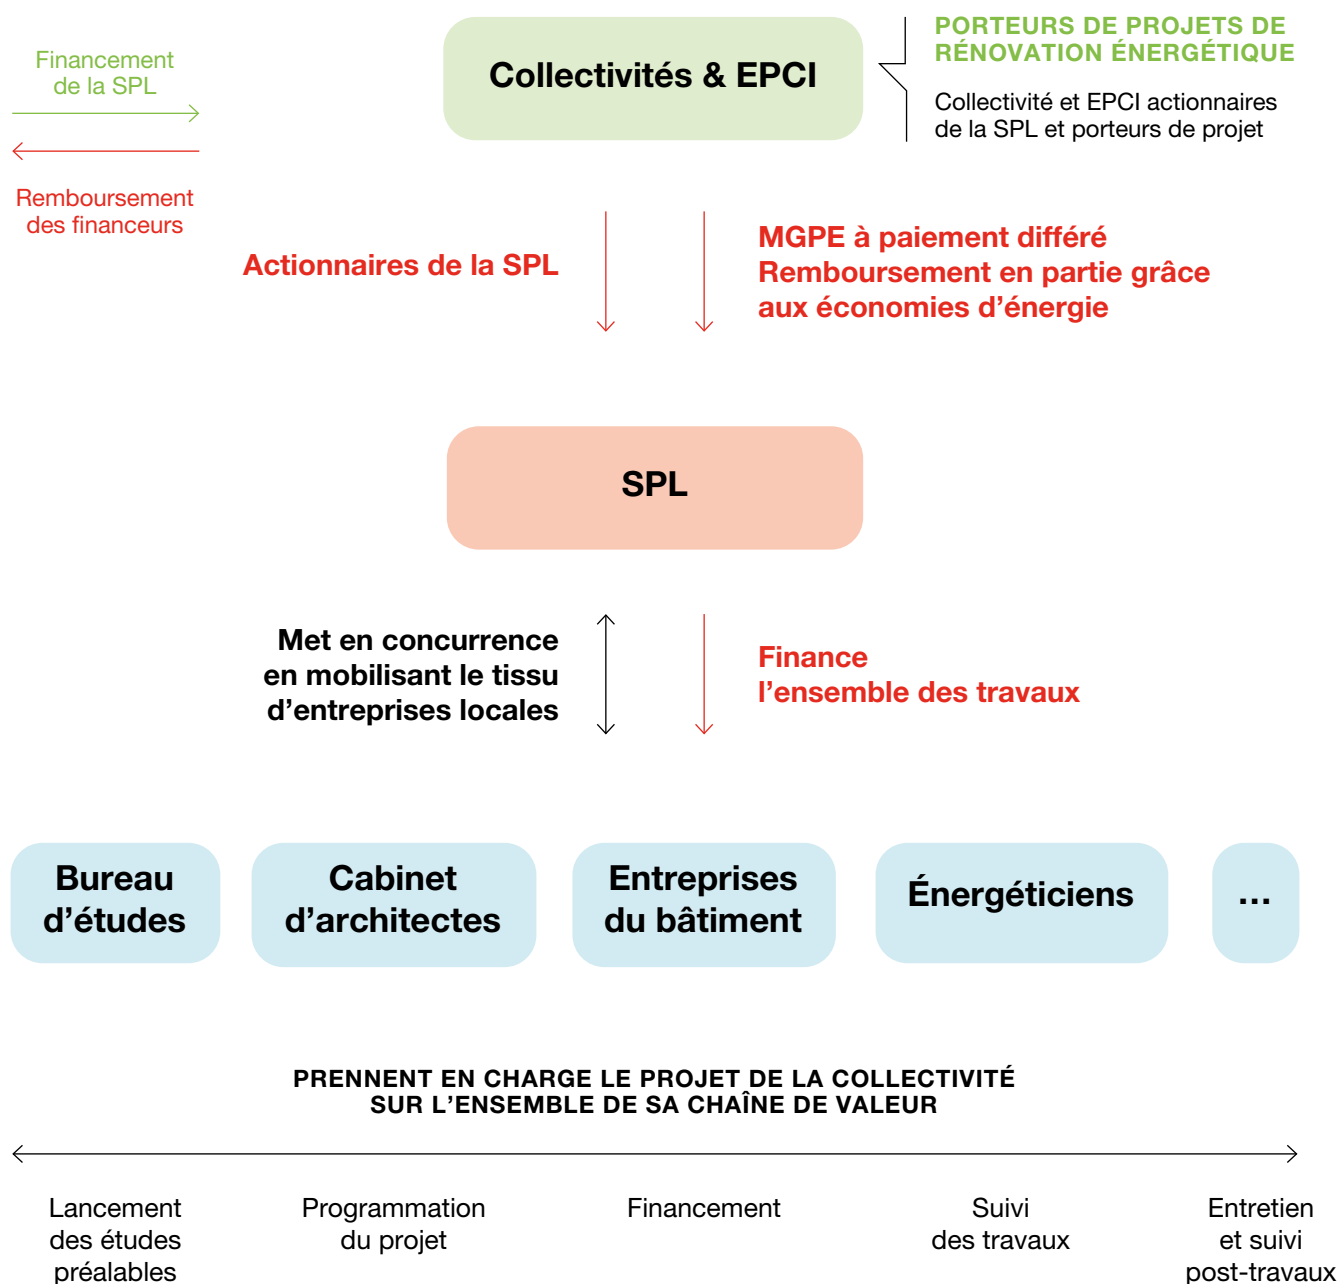 Financement
de la SPL
Remboursement
des financeurs
Collectivités & EPCI
PORTEURS DE PROJETS DE
RÉNOVATION ÉNERGÉTIQUE
Collectivité et EPCI actionnaires
de la SPL et porteurs de projet
Actionnaires de la SPL
MGPE à paiement différé
Remboursement en partie grâce
aux économies d’énergie
SPL
Met en concurrence
en mobilisant le tissu
d’entreprises locales
Finance
l’ensemble des travaux
Bureau
d’études
Cabinet
d’architectes
Entreprises
du bâtiment
Énergéticiens
…
PRENNENT EN CHARGE LE PROJET DE LA COLLECTIVITÉ
SUR L’ENSEMBLE DE SA CHAÎNE DE VALEUR
Lancement
des études
préalables
Programmation
du projet
Financement
Suivi
des travaux
Entretien
et suivi
post-travaux